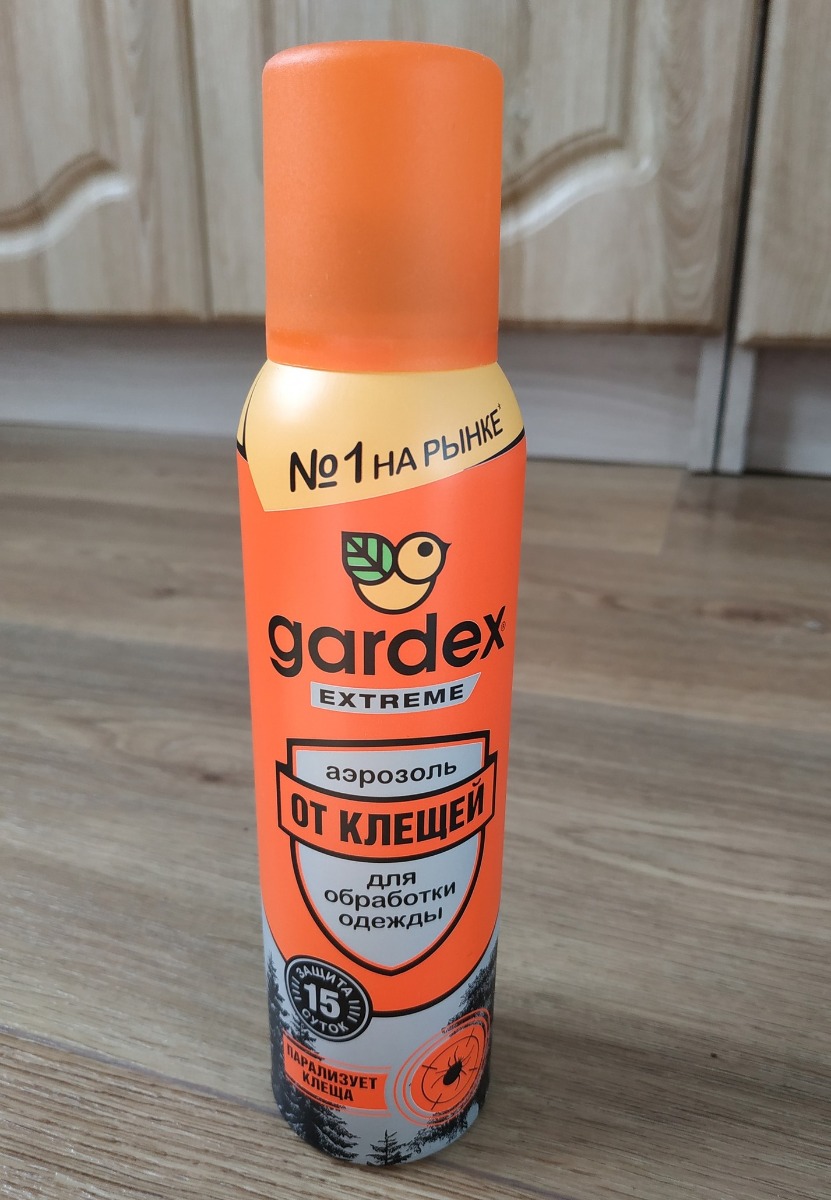 №1 НА РЫНКЕ*
gardex®
EXTREME
аэрозоль
ОТ КЛЕЩЕЙ
для
обработки
одежды
ЗАЩИТА
15
СУТОК
ПАРАЛИЗУЕТ
КЛЕЩА